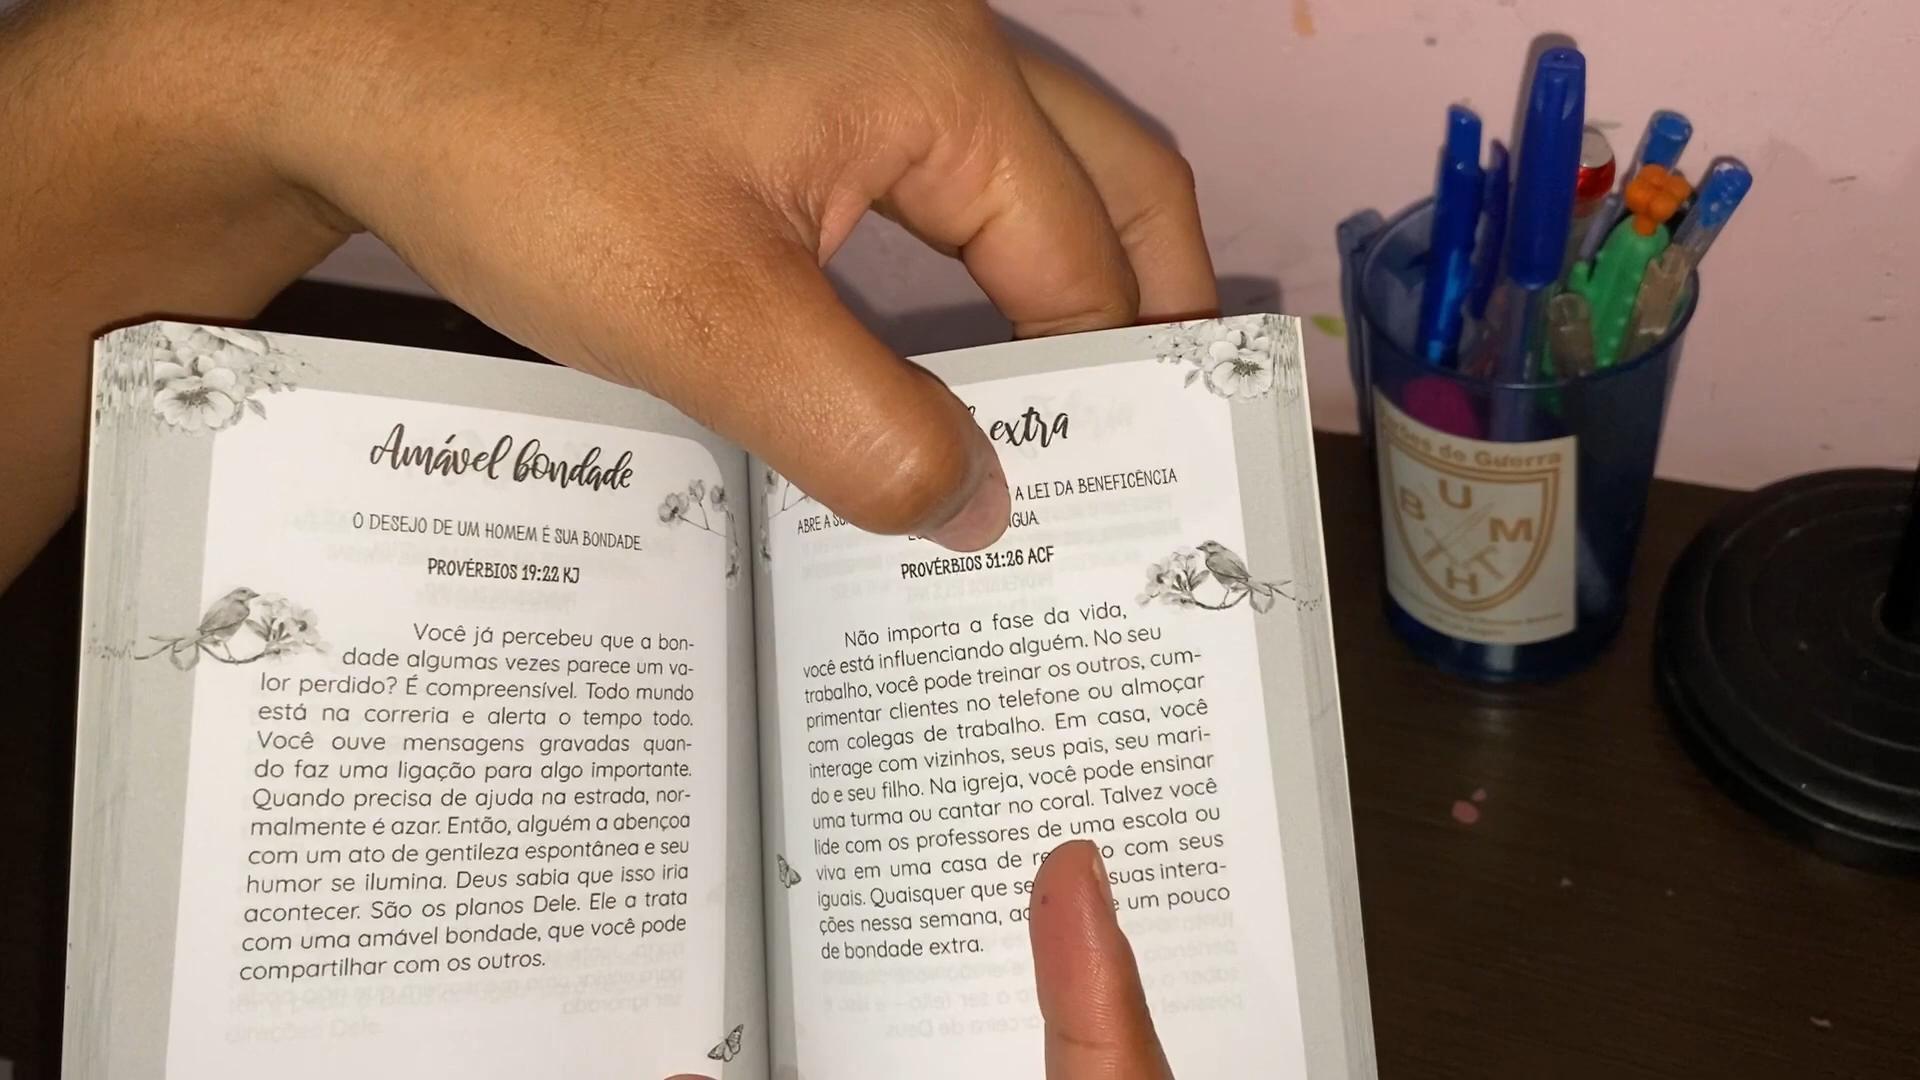 Amável bondade
O DESEJO DE UM HOMEM É SUA BONDADE
PROVÉRBIOS 19:22 KJ
Você já percebeu que a bon-
dade algumas vezes parece um va-
lor perdido? É compreensível. Todo mundo
está na correria e alerta o tempo todo.
Você ouve mensagens gravadas quan-
do faz uma ligação para algo importante.
Quando precisa de ajuda na estrada, nor-
malmente é azar. Então, alguém a abençoa
com um ato de gentileza espontânea e seu
humor se ilumina. Deus sabia que isso iria
acontecer. São os planos Dele. Ele a trata
com uma amável bondade, que você pode
compartilhar com os outros.
extra
ABRE A A LEI DA BENEFICÊNCIA
PROVÉRBIOS 31:26 ACF
Não importa a fase da vida,
você está influenciando alguém. No seu
trabalho, você pode treinar os outros, cum-
primentar clientes no telefone ou almoçar
com colegas de trabalho. Em casa, você
interage com vizinhos, seus pais, seu mari-
do e seu filho. Na igreja, você pode ensinar
uma turma ou cantar no coral. Talvez você
lide com os professores de uma escola ou
viva em uma casa de com seus
iguais. Quaisquer que suas intera-
ções nessa semana, um pouco
de bondade extra.
de Guerra
B U M
H T